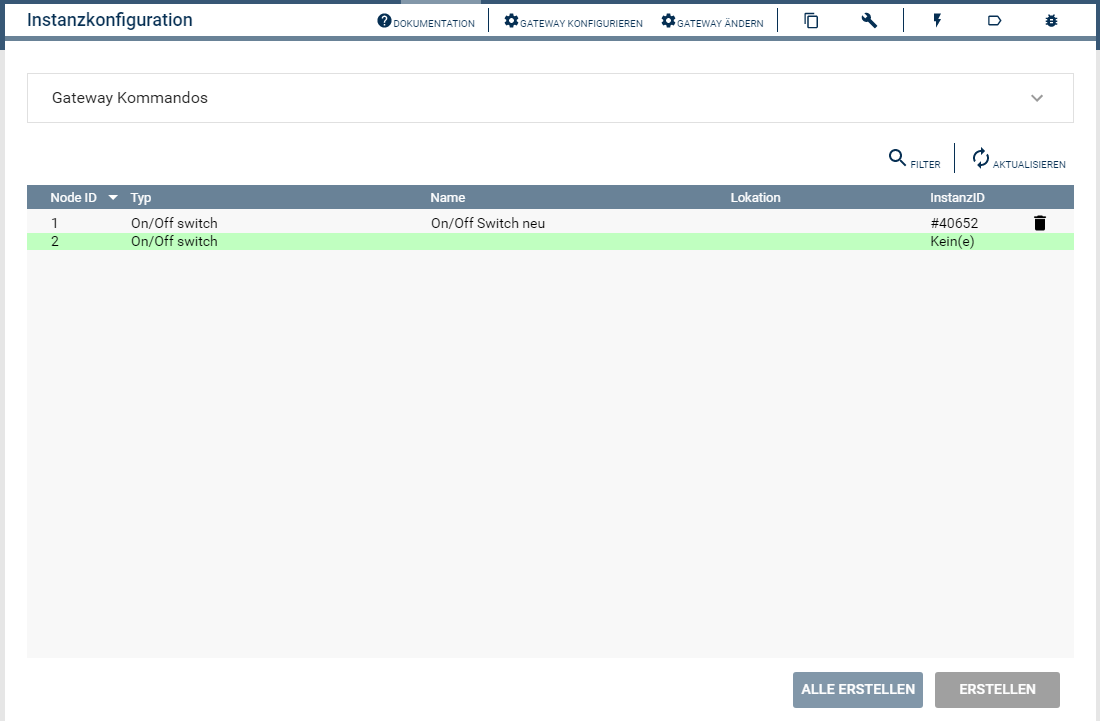 Instanzkonfiguration DOKUMENTATION GATEWAY KONFIGURIEREN GATEWAY ÄNDERN
Gateway Kommandos
FILTER AKTUALISIEREN
Node ID Typ Name Lokation InstanzID
1 On/Off switch On/Off Switch neu #40652
2 On/Off switch Kein(e)
ALLE ERSTELLEN ERSTELLEN